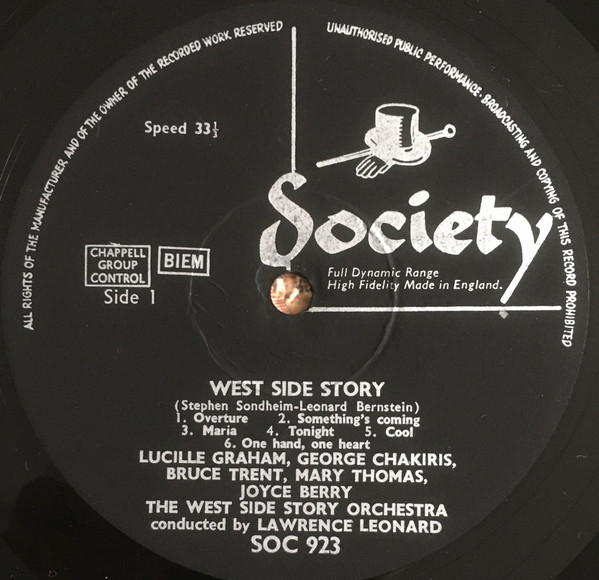 ALL RIGHTS OF THE MANUFACTURER AND OF THE OWNER OF THE RECORDED WORK RESERVED
UNAUTHORISED PUBLIC PERFORMANCE · BROADCASTING AND COPYING OF THIS RECORD PROHIBITED
Speed 33⅓
Society
Full Dynamic Range
High Fidelity Made in England.
CHAPPELL
GROUP
CONTROL
BIEM
Side 1
WEST SIDE STORY
(Stephen Sondheim-Leonard Bernstein)
1. Overture 2. Something's coming
3. Maria 4. Tonight 5. Cool
6. One hand, one heart
LUCILLE GRAHAM, GEORGE CHAKIRIS,
BRUCE TRENT, MARY THOMAS,
JOYCE BERRY
THE WEST SIDE STORY ORCHESTRA
conducted by LAWRENCE LEONARD
SOC 923